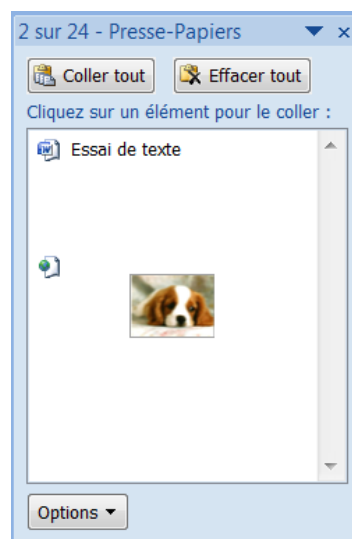 2 sur 24 - Presse-Papiers
Coller tout Effacer tout
Cliquez sur un élément pour le coller :
Essai de texte
Options